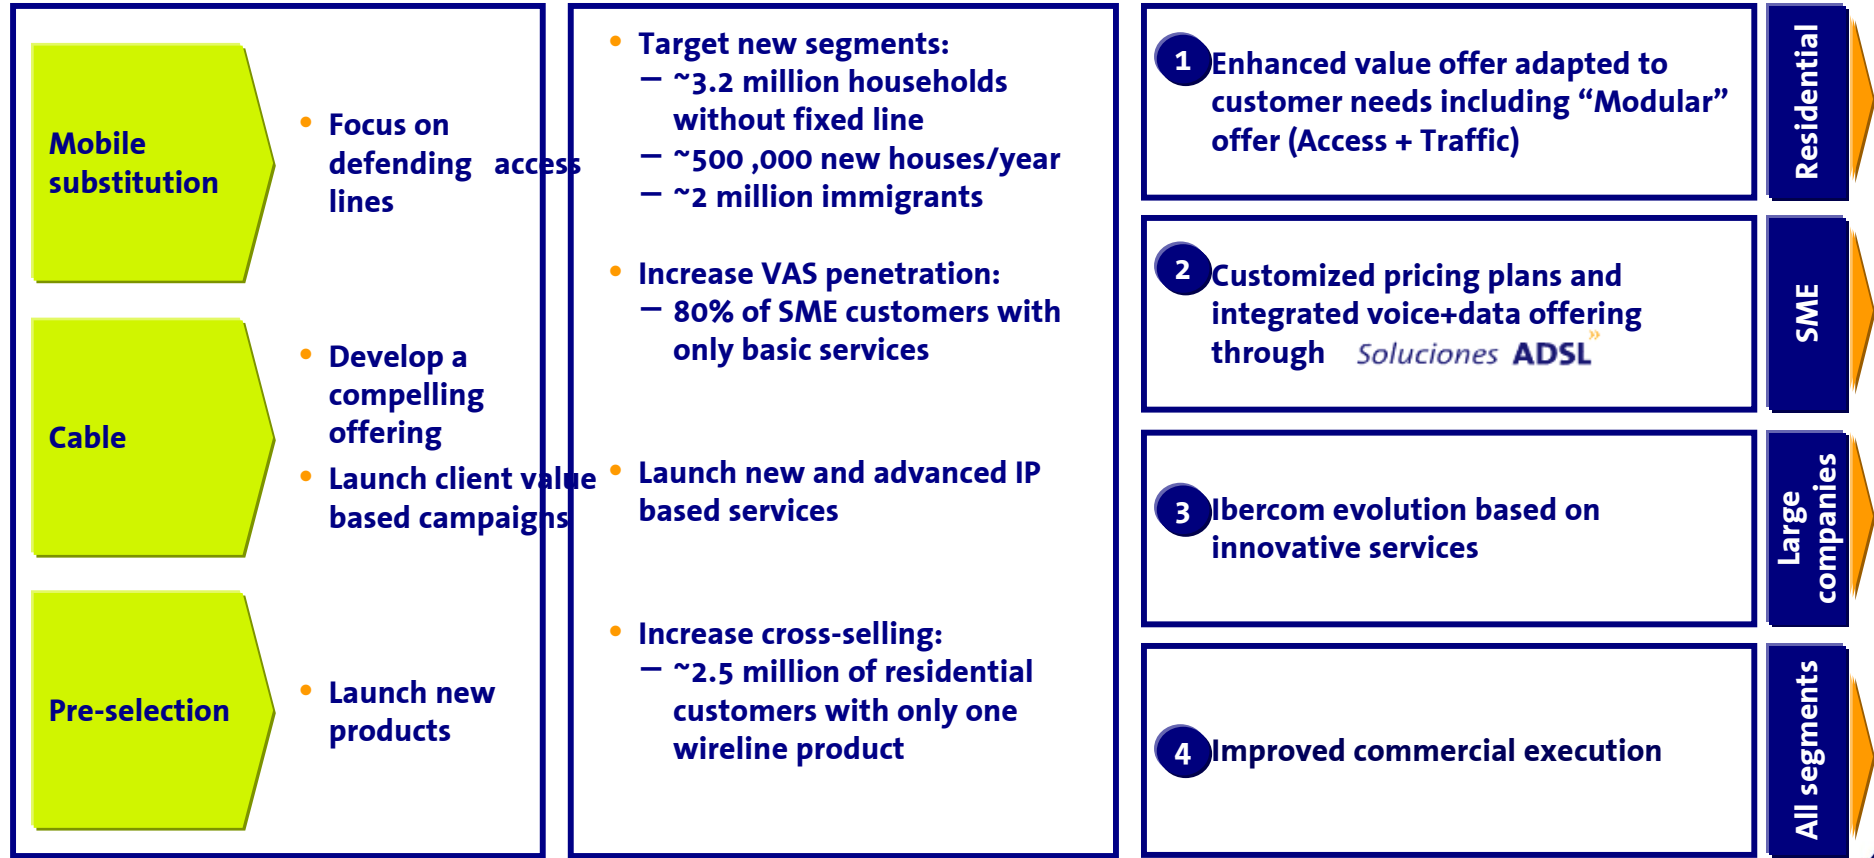 Mobile
substitution
• Focus on
defending access
lines
Cable
• Develop a
compelling
offering
• Launch client value
based campaigns
Pre-selection
• Launch new
products
• Target new segments:
– ~3.2 million households
without fixed line
– ~500 ,000 new houses/year
– ~2 million immigrants
• Increase VAS penetration:
– 80% of SME customers with
only basic services
• Launch new and advanced IP
based services
• Increase cross-selling:
– ~2.5 million of residential
customers with only one
wireline product
1 Enhanced value offer adapted to
customer needs including “Modular”
offer (Access + Traffic)
Residential
2 Customized pricing plans and
integrated voice+data offering
through Soluciones ADSL»
SME
3 Ibercom evolution based on
innovative services
Large
companies
4 Improved commercial execution
All segments